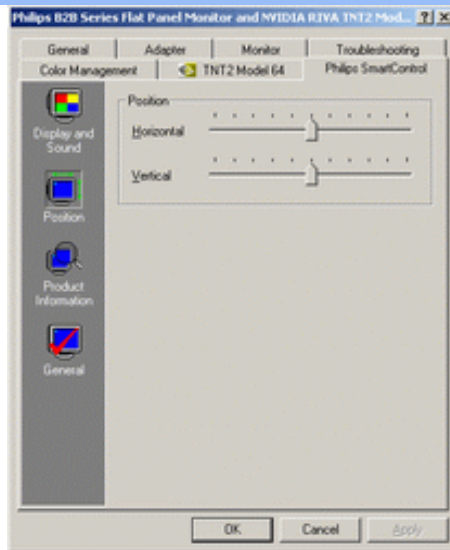 Philips B2B Series Flat Panel Monitor and NVIDIA RIVA TNT2 Mod...
General Adapter Monitor Troubleshooting
Color Management TNT2 Model 64 Philips SmartControl
Position
Horizontal
Display and
Sound
Vertical
Position
Product
Information
General
OK Cancel Apply